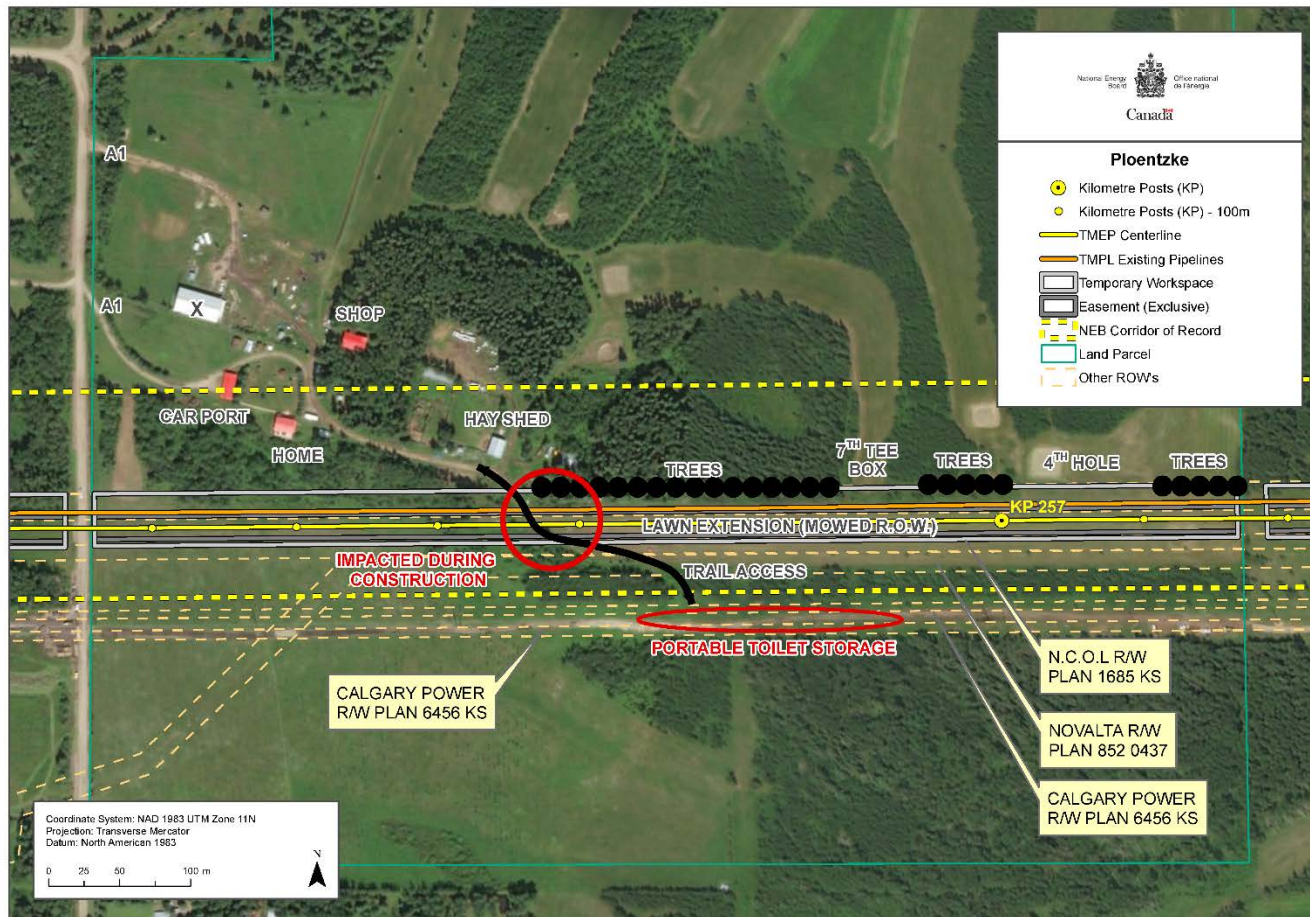 National Energy
Board
Office national
de l'énergie
Canada
Ploentzke
Kilometre Posts (KP)
Kilometre Posts (KP) - 100m
TMEP Centerline
TMPL Existing Pipelines
Temporary Workspace
Easement (Exclusive)
NEB Corridor of Record
Land Parcel
Other ROW's
A1
A1
X
SHOP
CAR PORT
HOME
HAY SHED
TREES
7TH TEE
BOX
TREES
4TH HOLE
TREES
KP 257
LAWN EXTENSION (MOWED R.O.W.)
IMPACTED DURING
CONSTRUCTION
TRAIL ACCESS
PORTABLE TOILET STORAGE
CALGARY POWER
R/W PLAN 6456 KS
N.C.O.L R/W
PLAN 1685 KS
NOVALTA R/W
PLAN 852 0437
CALGARY POWER
R/W PLAN 6456 KS
Coordinate System: NAD 1983 UTM Zone 11N
Projection: Transverse Mercator
Datum: North American 1983
0 25 50 100 m
N